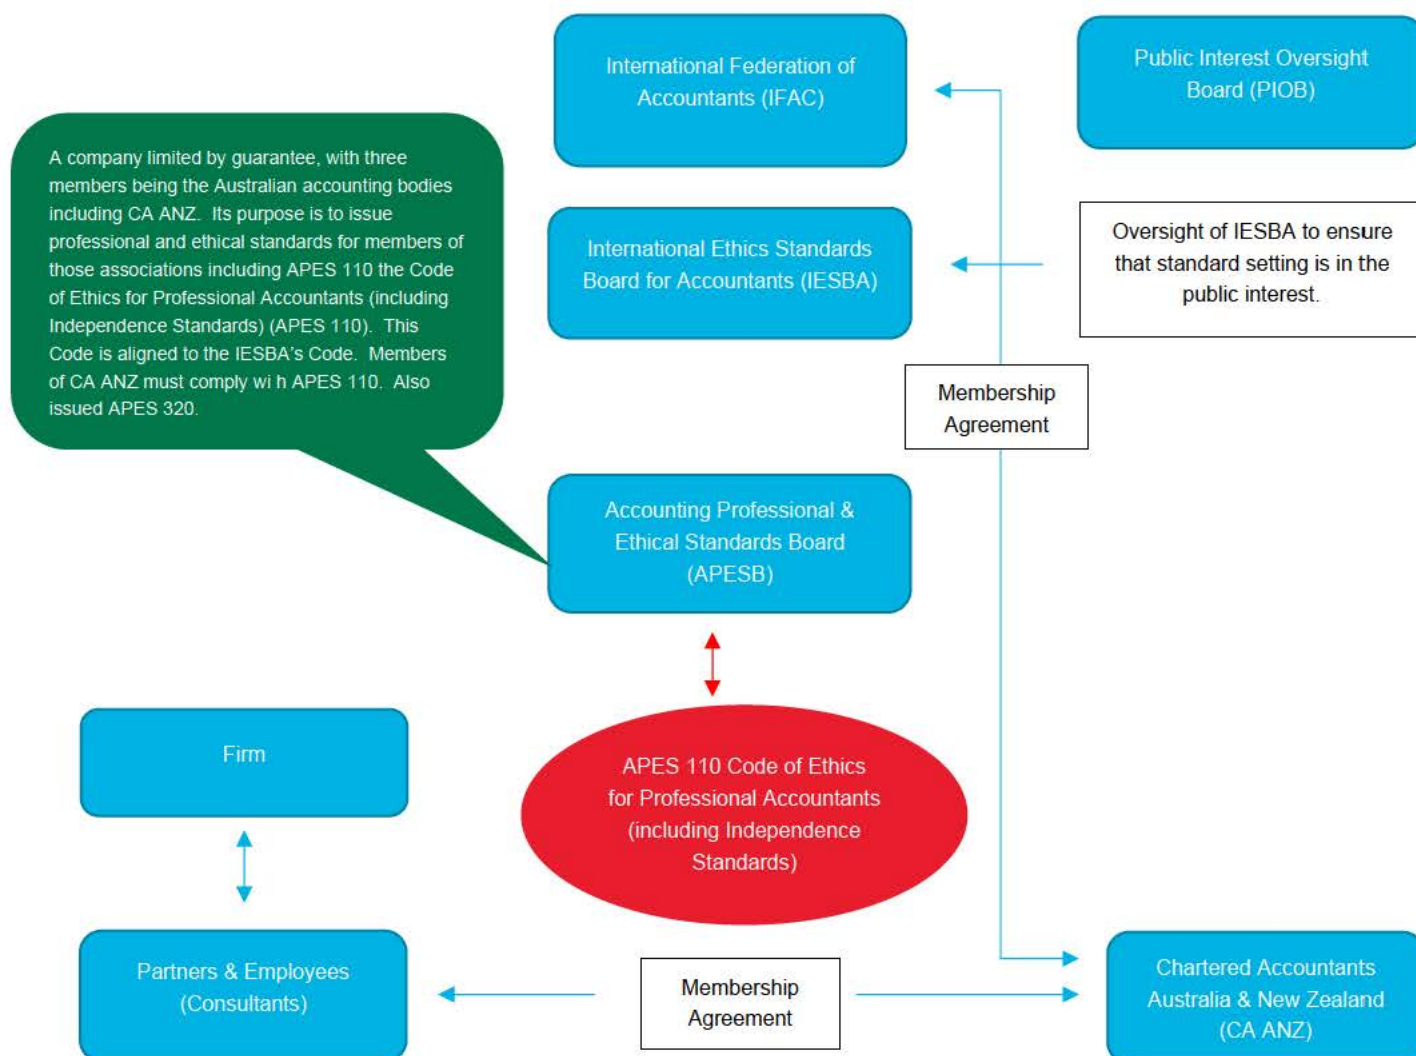 International Federation of
Accountants (IFAC)
Public Interest Oversight
Board (PIOB)
A company limited by guarantee, with three
members being the Australian accounting bodies
including CA ANZ. Its purpose is to issue
professional and ethical standards for members of
those associations including APES 110 the Code
of Ethics for Professional Accountants (including
Independence Standards) (APES 110). This
Code is aligned to the IESBA's Code. Members
of CA ANZ must comply wi h APES 110. Also
issued APES 320.
International Ethics Standards
Board for Accountants (IESBA)
Oversight of IESBA to ensure
that standard setting is in the
public interest.
Membership
Agreement
Accounting Professional &
Ethical Standards Board
(APESB)
Firm
APES 110 Code of Ethics
for Professional Accountants
(including Independence
Standards)
Partners & Employees
(Consultants)
Membership
Agreement
Chartered Accountants
Australia & New Zealand
(CA ANZ)